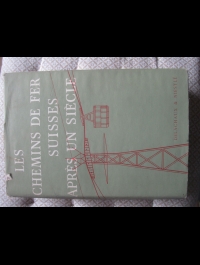 LES
CHEMINS DE FER
SUISSES
APRÈS UN SIÈCLE